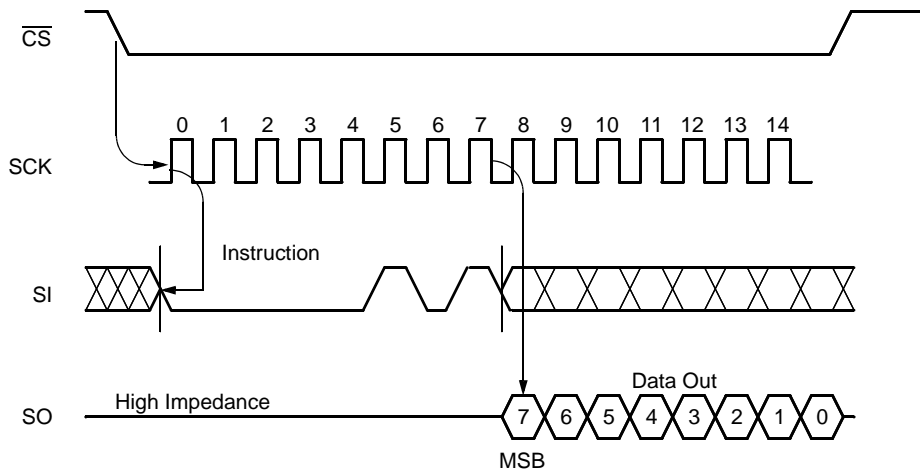 CS
0 1 2 3 4 5 6 7 8 9 10 11 12 13 14
SCK
Instruction
SI
Data Out
High Impedance
SO
7 6 5 4 3 2 1 0
MSB